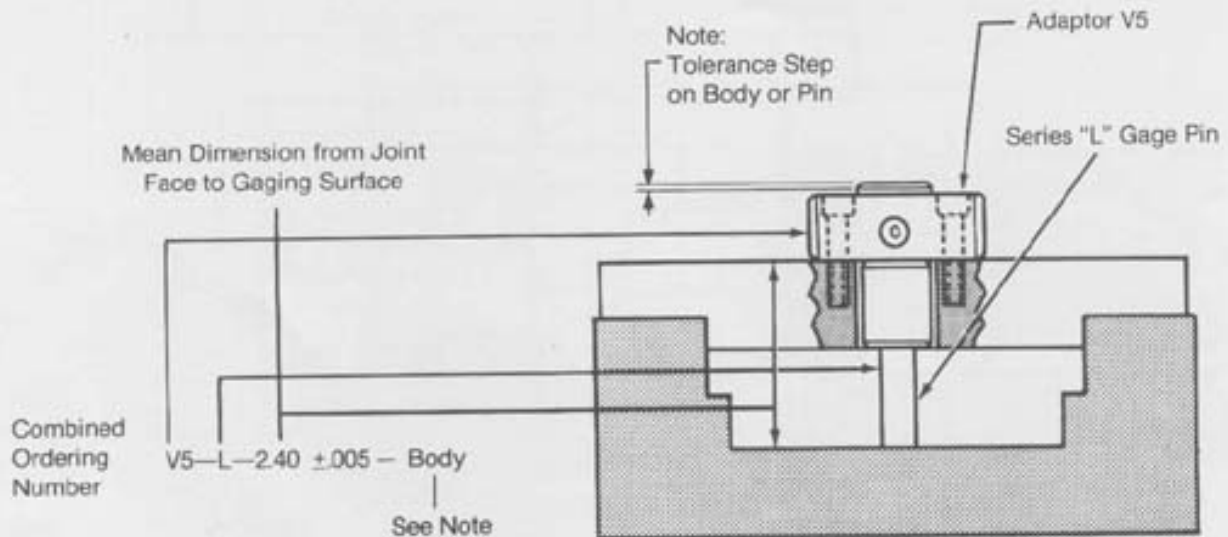 Adaptor V5
Note:
Tolerance Step
on Body or Pin
Series "L" Gage Pin
Mean Dimension from Joint
Face to Gaging Surface
Combined
Ordering
Number
V5—L—2.40 ±.005 — Body
See Note